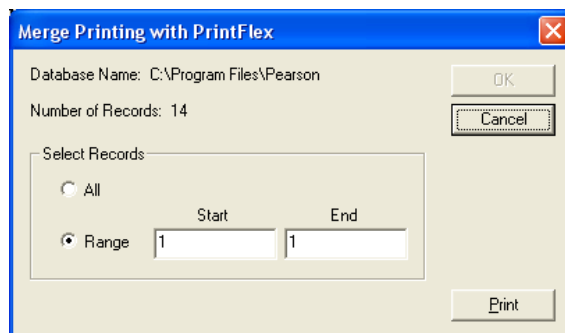 Merge Printing with PrintFlex
Database Name: C:\Program Files\Pearson
OK
Number of Records: 14
Cancel
Select Records
All
Start End
Range 1 1
Print